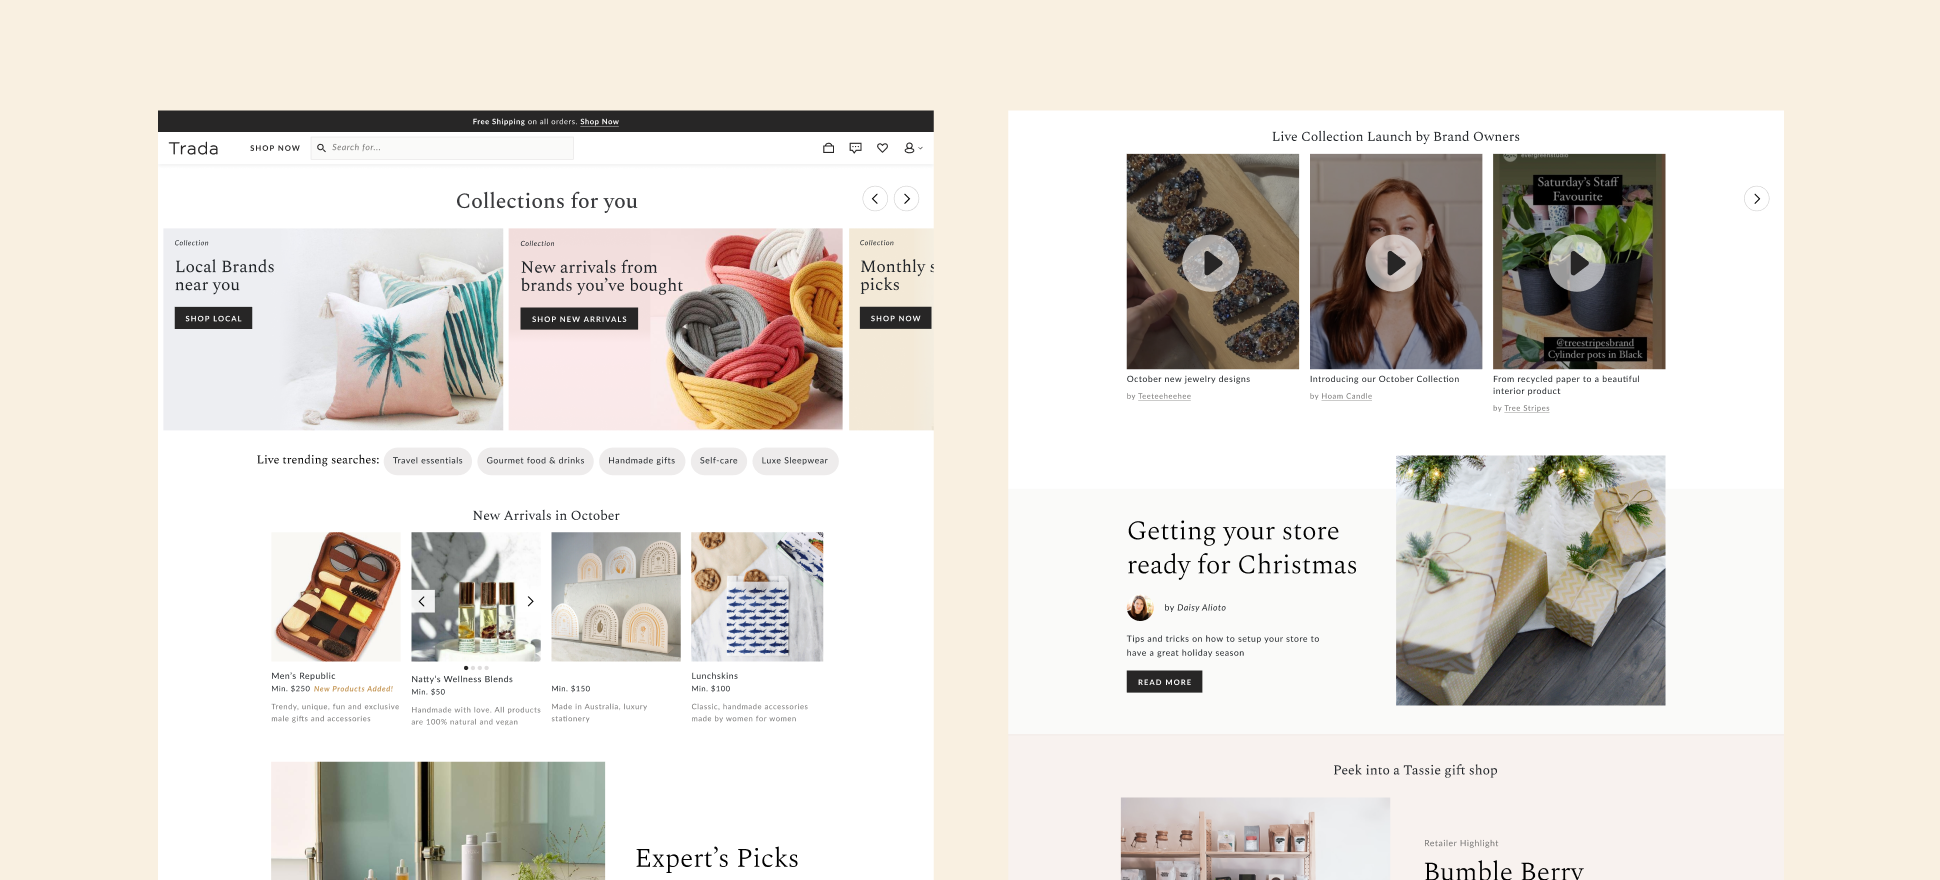 Free Shipping on all orders. Shop Now
Trada
SHOP NOW
Search for...
Collections for you
Collection
Local Brands
near you
SHOP LOCAL
Collection
New arrivals from
brands you've bought
SHOP NEW ARRIVALS
Collection
Monthly s
picks
SHOP NOW
Live trending searches:
Travel essentials
Gourmet food & drinks
Handmade gifts
Self-care
Luxe Sleepwear
New Arrivals in October
Men's Republic
Min. $250 New Products Added!
Trendy, unique, fun and exclusive
male gifts and accessories
Natty's Wellness Blends
Min. $50
Handmade with love. All products
are 100% natural and vegan
Min. $150
Made in Australia, luxury
stationery
Lunchskins
Min. $100
Classic, handmade accessories
made by women for women
Expert's Picks
Live Collection Launch by Brand Owners
October new jewelry designs
by Teeteeheehee
Introducing our October Collection
by Hoam Candle
evergreenstudio
Saturday's Staff
Favourite
@treestripesbrand
Cylinder pots in Black
From recycled paper to a beautiful
interior product
by Tree Stripes
Getting your store
ready for Christmas
by Daisy Alioto
Tips and tricks on how to setup your store to
have a great holiday season
READ MORE
Peek into a Tassie gift shop
Retailer Highlight
Bumble Berry